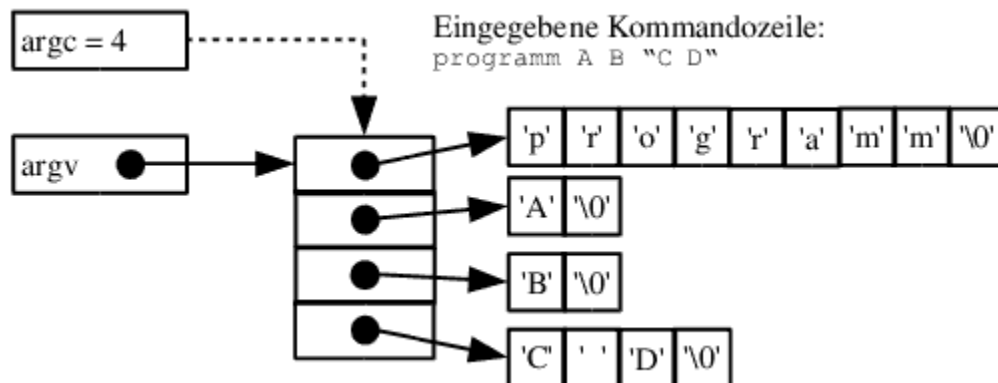 argc = 4
Eingegebene Kommandozeile:
programm A B "C D"
argv
'p' 'r' 'o' 'g' 'r' 'a' 'm' 'm' '\0'
'A' '\0'
'B' '\0'
'C' ' ' 'D' '\0'